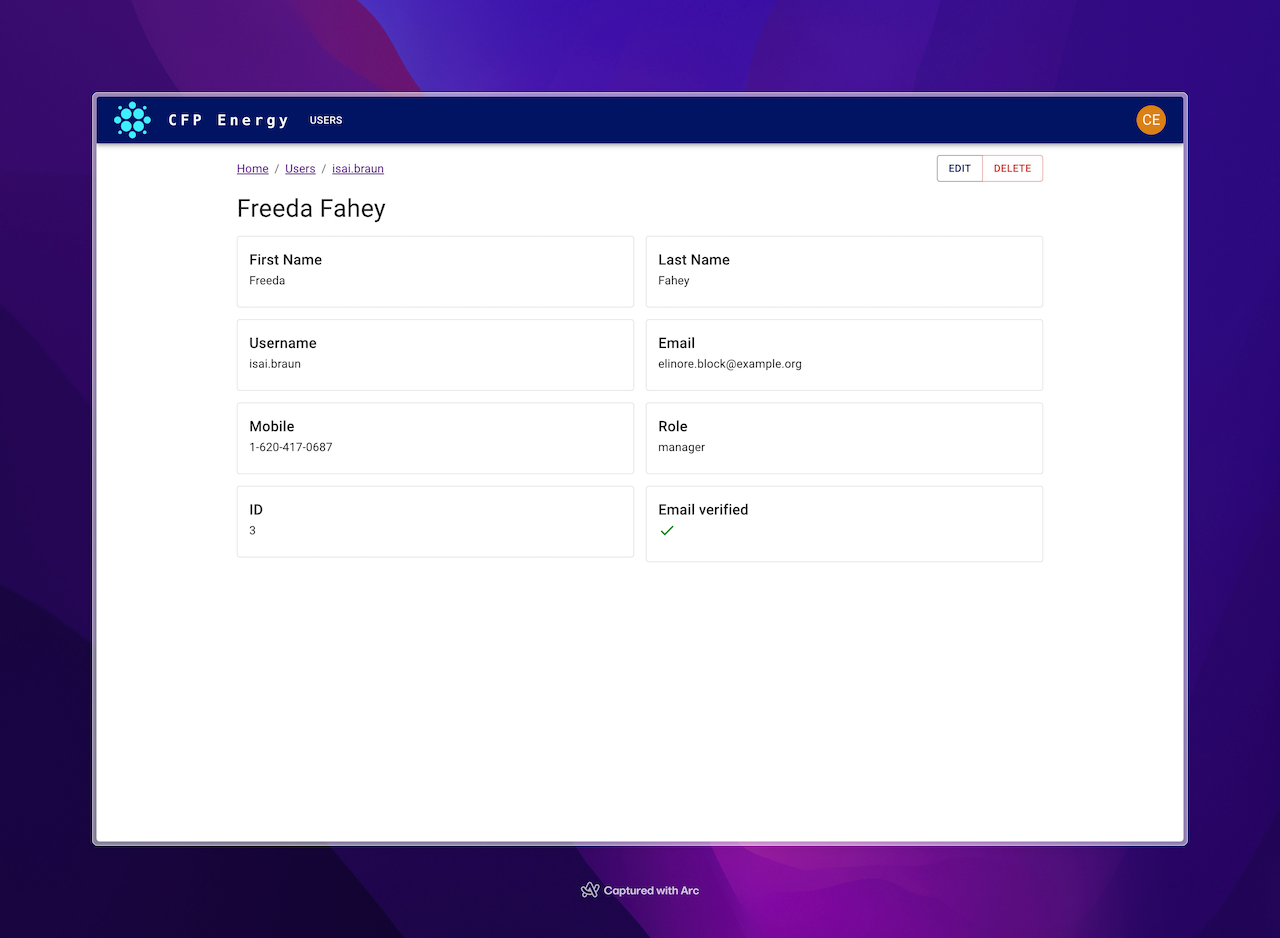 CFP Energy USERS CE
Home / Users / isai.braun EDIT DELETE
Freeda Fahey
First Name
Freeda
Last Name
Fahey
Username
isai.braun
Email
elinore.block@example.org
Mobile
1-620-417-0687
Role
manager
ID
3
Email verified
Captured with Arc